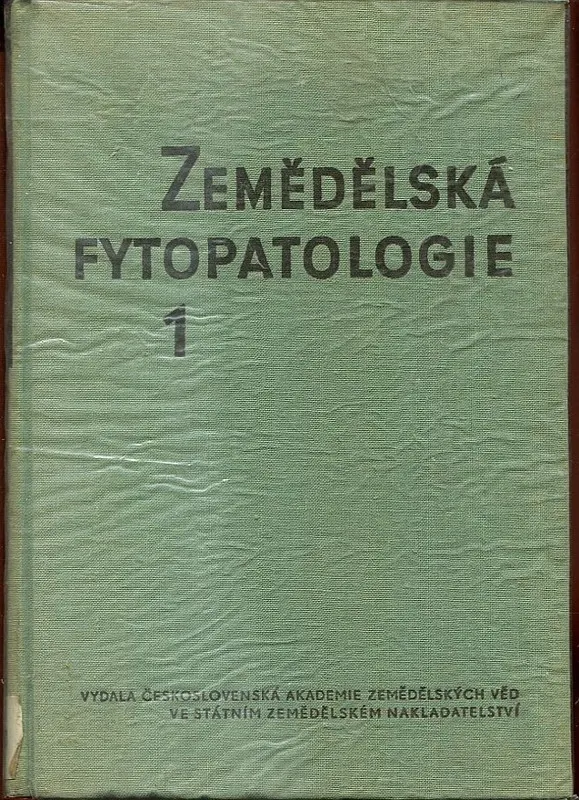 ZEMĚDĚLSKÁ
FYTOPATOLOGIE
1
VYDALA ČESKOSLOVENSKÁ AKADEMIE ZEMĚDĚLSKÝCH VĚD
VE STÁTNÍM ZEMĚDĚLSKÉM NAKLADATELSTVÍ